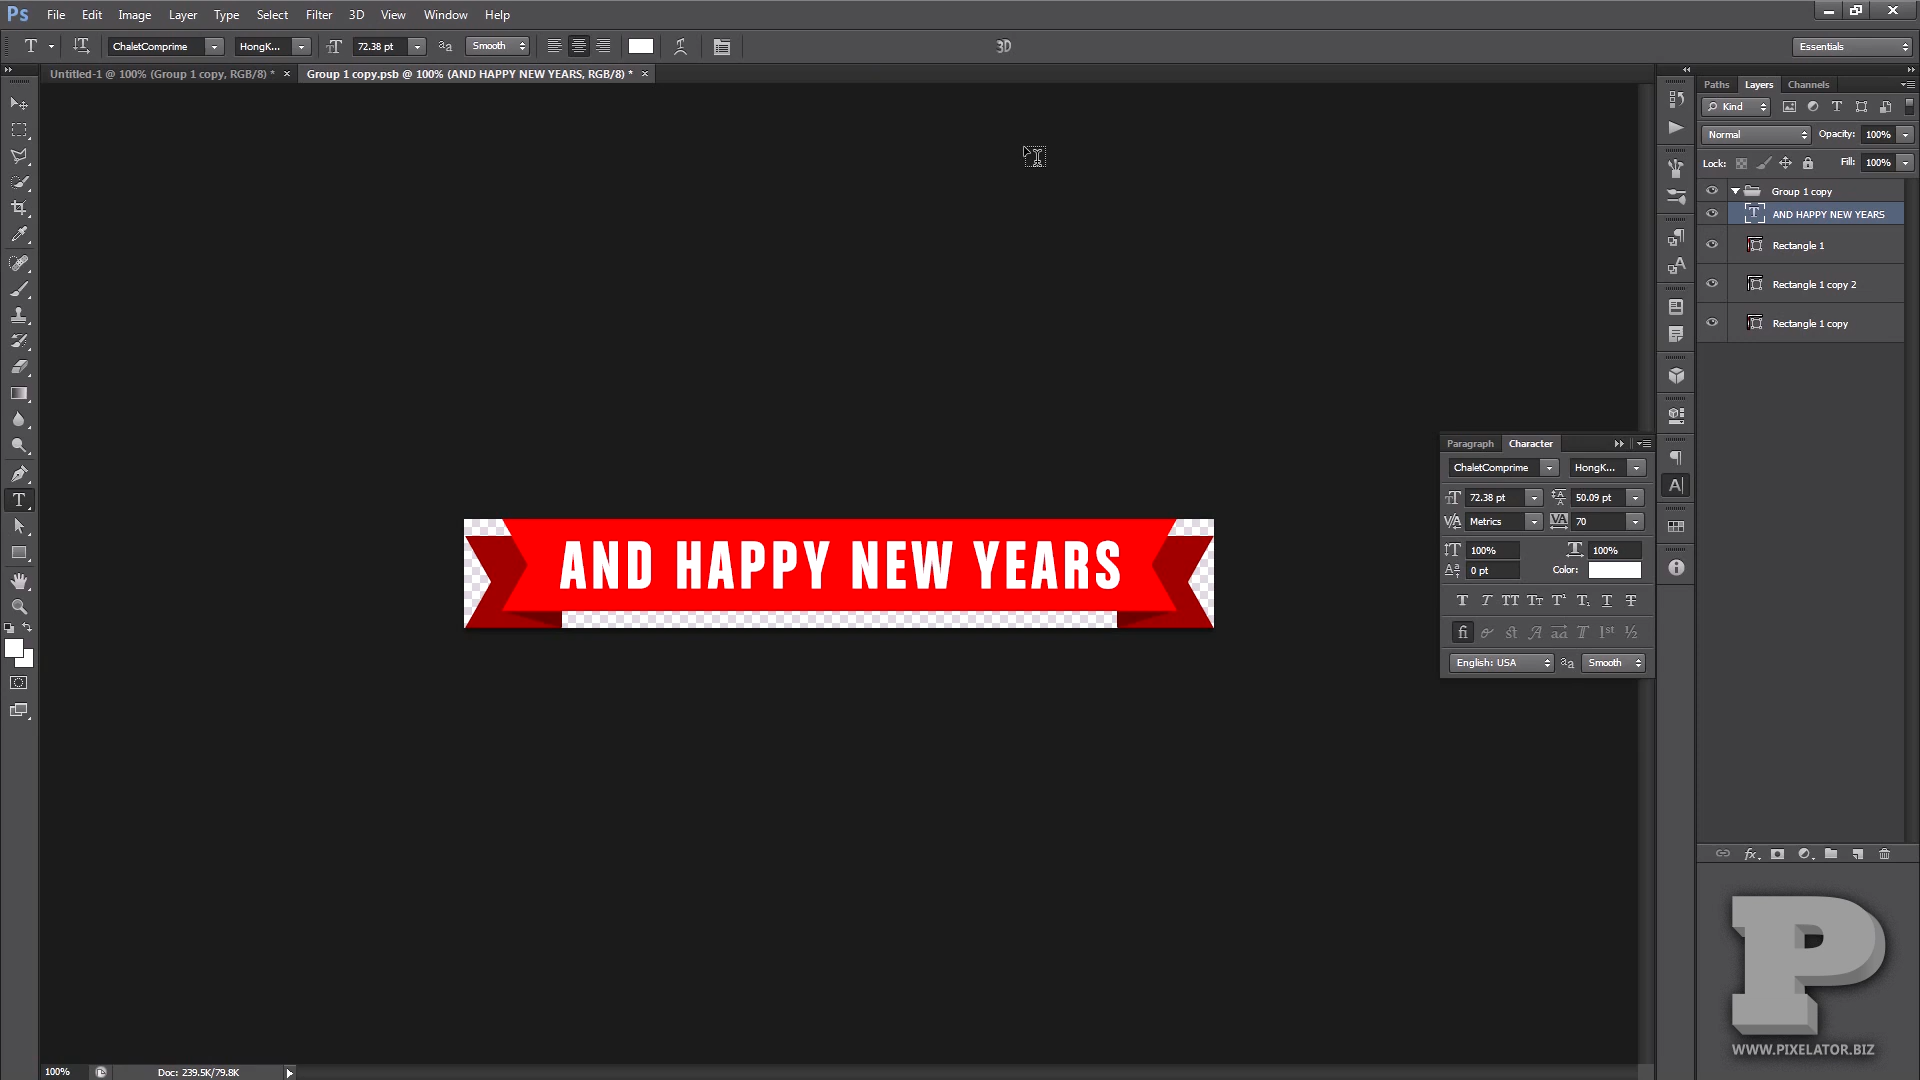 Ps File Edit Image Layer Type Select Filter 3D View Window Help
T ChaletComprime HongK... 72.38 pt aa Smooth 3D Essentials
Untitled-1 @ 100% (Group 1 copy, RGB/8) * × Group 1 copy.psb @ 100% (AND HAPPY NEW YEARS, RGB/8) * ×
Paths Layers Channels
Kind
Normal Opacity: 100%
Lock: Fill: 100%
Group 1 copy
AND HAPPY NEW YEARS
Rectangle 1
Rectangle 1 copy 2
Rectangle 1 copy
Paragraph Character
ChaletComprime HongK...
72.38 pt 50.09 pt
Metrics 70
100% 100%
0 pt Color:
English: USA aa Smooth
AND HAPPY NEW YEARS
P
WWW.PIXELATOR.BIZ
100% Doc: 239.5K/79.8K